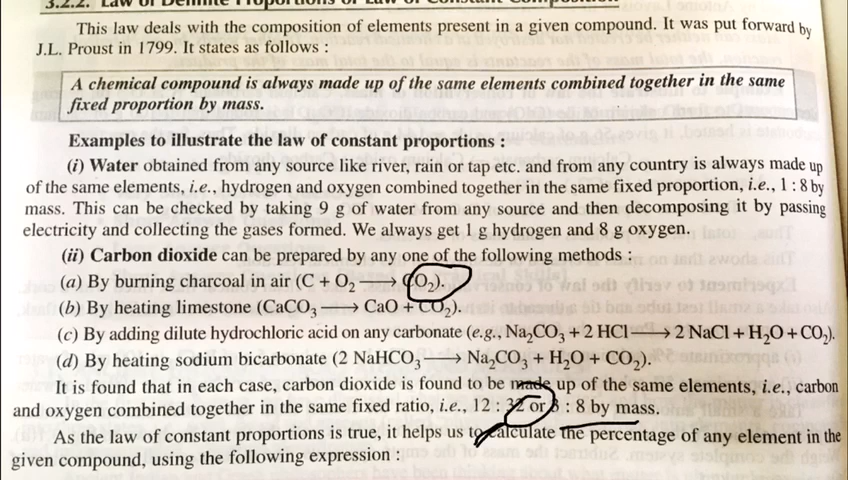 3.2.2. Law of Definite Proportions or Law of Constant Composition
This law deals with the composition of elements present in a given compound. It was put forward by
J.L. Proust in 1799. It states as follows :
A chemical compound is always made up of the same elements combined together in the same
fixed proportion by mass.
Examples to illustrate the law of constant proportions :
(i) Water obtained from any source like river, rain or tap etc. and from any country is always made up
of the same elements, i.e., hydrogen and oxygen combined together in the same fixed proportion, i.e., 1 : 8 by
mass. This can be checked by taking 9 g of water from any source and then decomposing it by passing
electricity and collecting the gases formed. We always get 1 g hydrogen and 8 g oxygen.
(ii) Carbon dioxide can be prepared by any one of the following methods :
(a) By burning charcoal in air (C + O₂ ⟶ CO₂).
(b) By heating limestone (CaCO₃ ⟶ CaO + CO₂).
(c) By adding dilute hydrochloric acid on any carbonate (e.g., Na₂CO₃ + 2 HCl ⟶ 2 NaCl + H₂O + CO₂).
(d) By heating sodium bicarbonate (2 NaHCO₃ ⟶ Na₂CO₃ + H₂O + CO₂).
It is found that in each case, carbon dioxide is found to be made up of the same elements, i.e., carbon
and oxygen combined together in the same fixed ratio, i.e., 12 : 32 or 3 : 8 by mass.
As the law of constant proportions is true, it helps us to calculate the percentage of any element in the
given compound, using the following expression :